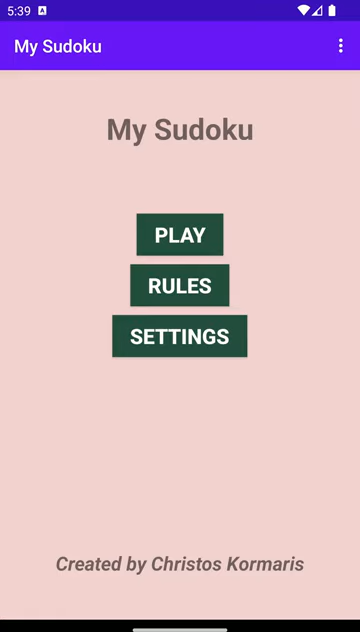 5:39 A
My Sudoku
My Sudoku
PLAY
RULES
SETTINGS
Created by Christos Kormaris